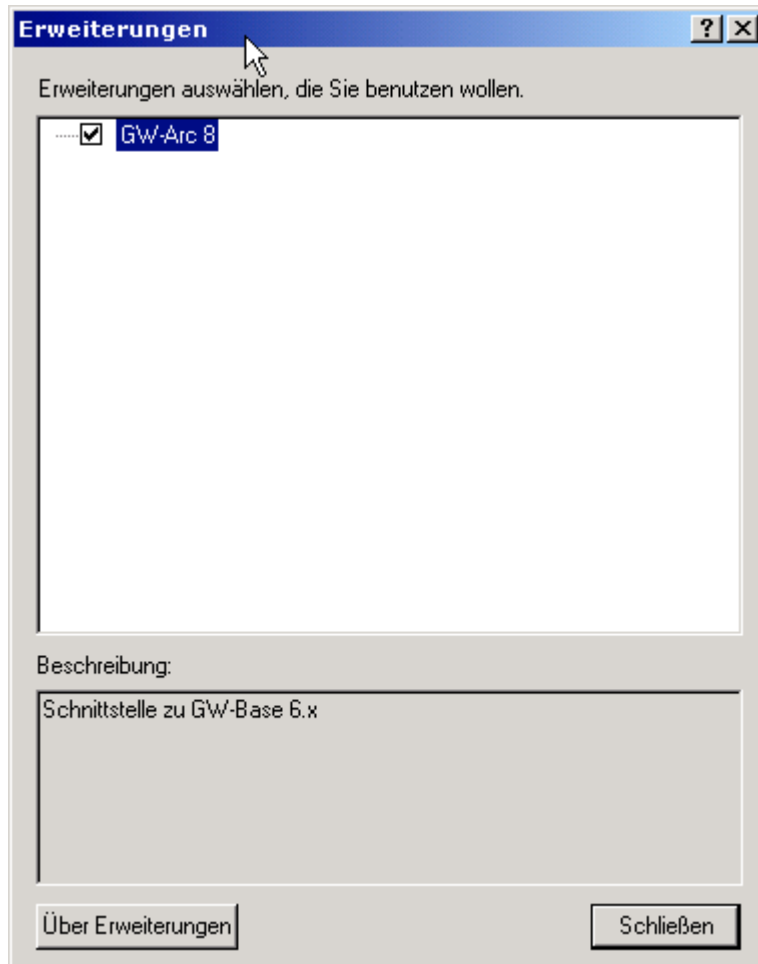 Erweiterungen
Erweiterungen auswählen, die Sie benutzen wollen.
GW-Arc 8
Beschreibung:
Schnittstelle zu GW-Base 6.x
Über Erweiterungen
Schließen